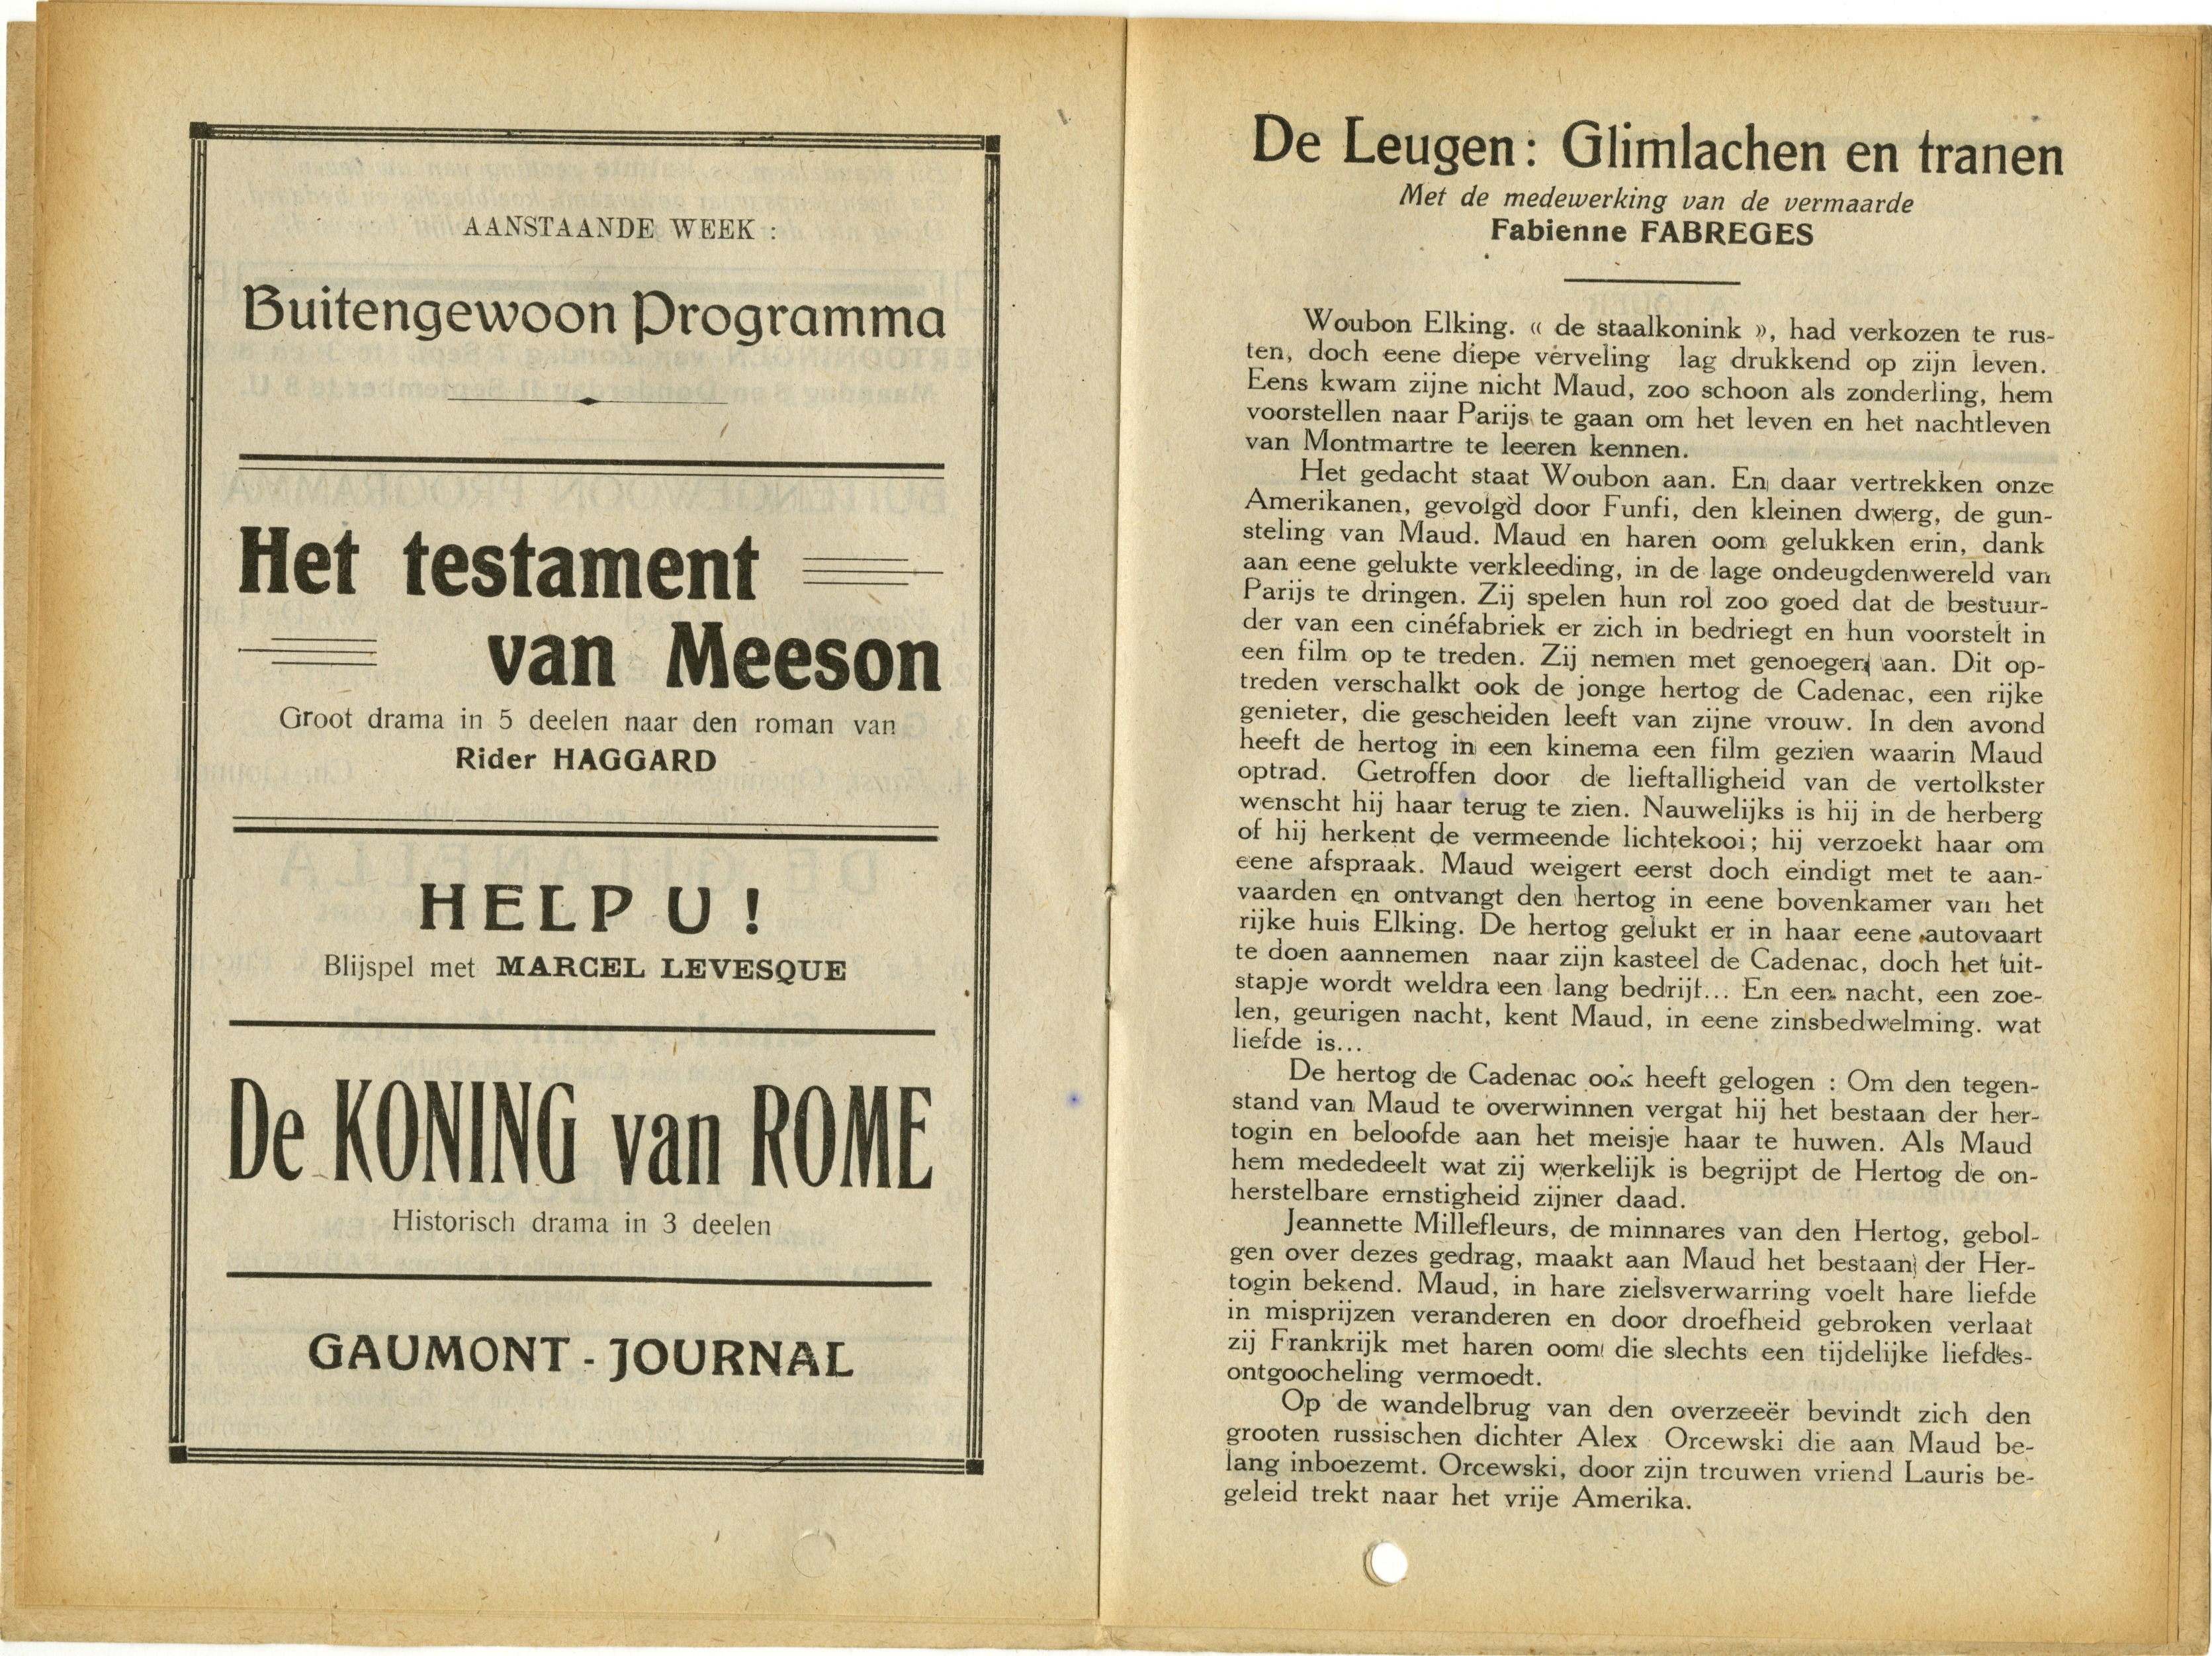 AANSTAANDE WEEK :
Buitengewoon Programma
Het testament
van Meeson
Groot drama in 5 deelen naar den roman van
Rider HAGGARD
HELP U !
Blijspel met MARCEL LEVESQUE
De KONING van ROME
Historisch drama in 3 deelen
GAUMONT - JOURNAL
De Leugen: Glimlachen en tranen
Met de medewerking van de vermaarde
Fabienne FABREGES
Woubon Elking. « de staalkonink », had verkozen te rus-
ten, doch eene diepe verveling lag drukkend op zijn leven.
Eens kwam zijne nicht Maud, zoo schoon als zonderling, hem
voorstellen naar Parijs te gaan om het leven en het nachtleven
van Montmartre te leeren kennen.
Het gedacht staat Woubon aan. En daar vertrekken onze
Amerikanen, gevolgd door Funfi, den kleinen dwerg, de gun-
steling van Maud. Maud en haren oom gelukken erin, dank
aan eene gelukte verkleeding, in de lage ondeugdenwereld van
Parijs te dringen. Zij spelen hun rol zoo goed dat de bestuur-
der van een cinéfabriek er zich in bedriegt en hun voorstelt in
een film op te treden. Zij nemen met genoegen aan. Dit op-
treden verschalkt ook de jonge hertog de Cadenac, een rijke
genieter, die gescheiden leeft van zijne vrouw. In den avond
heeft de hertog in een kinema een film gezien waarin Maud
optrad. Getroffen door de lieftalligheid van de vertolkster
wenscht hij haar terug te zien. Nauwelijks is hij in de herberg
of hij herkent de vermeende lichtekooi; hij verzoekt haar om
eene afspraak. Maud weigert eerst doch eindigt met te aan-
vaarden en ontvangt den hertog in eene bovenkamer van het
rijke huis Elking. De hertog gelukt er in haar eene autovaart
te doen aannemen naar zijn kasteel de Cadenac, doch het uit-
stapje wordt weldra een lang bedrijf... En een nacht, een zoe-
len, geurigen nacht, kent Maud, in eene zinsbedwelming. wat
liefde is...
De hertog de Cadenac ook heeft gelogen : Om den tegen-
stand van Maud te overwinnen vergat hij het bestaan der her-
togin en beloofde aan het meisje haar te huwen. Als Maud
hem mededeelt wat zij werkelijk is begrijpt de Hertog de on-
herstelbare ernstigheid zijner daad.
Jeannette Millefleurs, de minnares van den Hertog, gebol-
gen over dezes gedrag, maakt aan Maud het bestaan der Her-
togin bekend. Maud, in hare zielsverwarring voelt hare liefde
in misprijzen veranderen en door droefheid gebroken verlaat
zij Frankrijk met haren oom die slechts een tijdelijke liefdes-
ontgoocheling vermoedt.
Op de wandelbrug van den overzeeër bevindt zich den
grooten russischen dichter Alex Orcewski die aan Maud be-
lang inboezemt. Orcewski, door zijn trouwen vriend Lauris be-
geleid trekt naar het vrije Amerika.